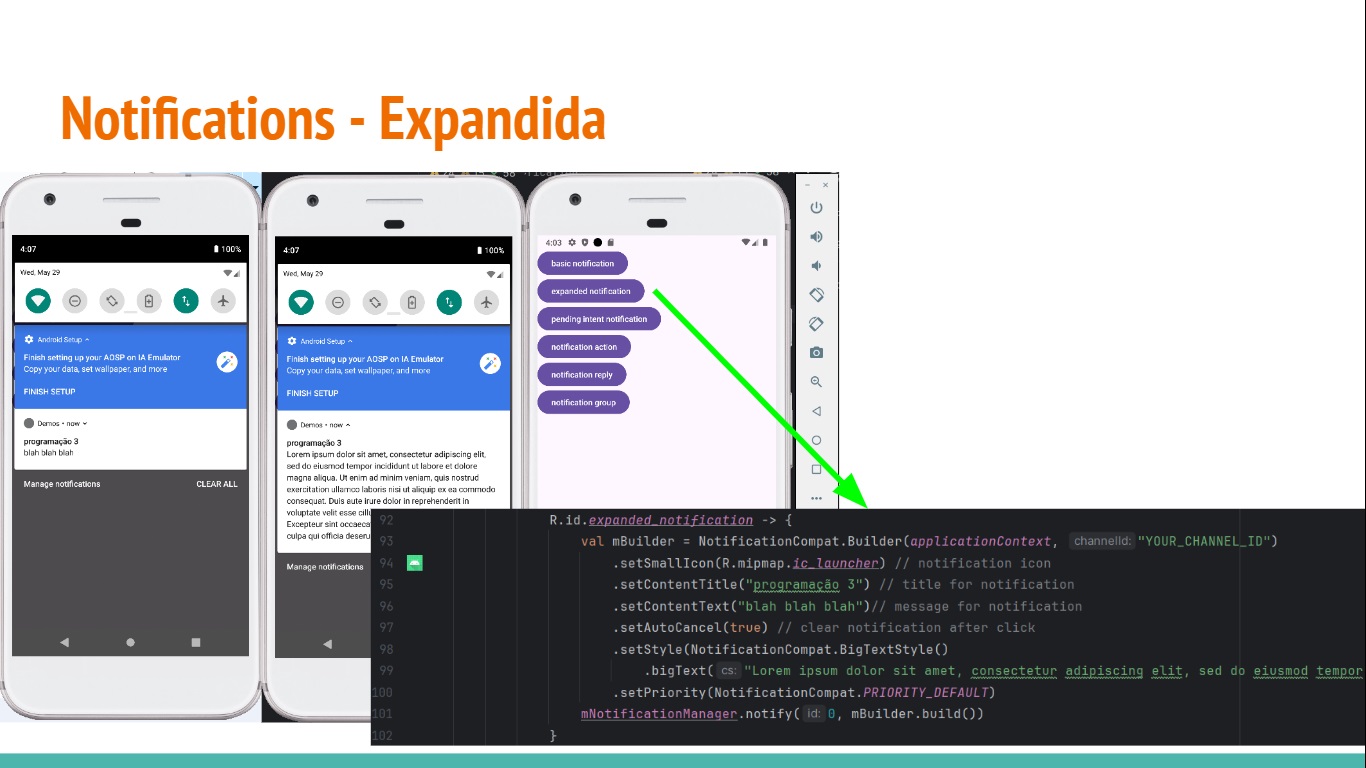 Notifications - Expandida
4:07
100%
Wed, May 29
Android Setup
Finish setting up your AOSP on IA Emulator
Copy your data, set wallpaper, and more
FINISH SETUP
Demos • now
programação 3
blah blah blah
Manage notifications
CLEAR ALL
4:07
100%
Wed, May 29
Android Setup
Finish setting up your AOSP on IA Emulator
Copy your data, set wallpaper, and more
FINISH SETUP
Demos • now
programação 3
Lorem ipsum dolor sit amet, consectetur adipiscing elit,
sed do eiusmod tempor incididunt ut labore et dolore
magna aliqua. Ut enim ad minim veniam, quis nostrud
exercitation ullamco laboris nisi ut aliquip ex ea commodo
consequat. Duis aute irure dolor in reprehenderit in
voluptate velit esse
Excepteur sint
culpa qui officia
Manage notifications
4:03
basic notification
expanded notification
pending intent notification
notification action
notification reply
notification group
92 R.id.expanded_notification -> {
93 val mBuilder = NotificationCompat.Builder(applicationContext, channelId: "YOUR_CHANNEL_ID")
94 .setSmallIcon(R.mipmap.ic_launcher) // notification icon
95 .setContentTitle("programação 3") // title for notification
96 .setContentText("blah blah blah")// message for notification
97 .setAutoCancel(true) // clear notification after click
98 .setStyle(NotificationCompat.BigTextStyle()
99 .bigText( cs: "Lorem ipsum dolor sit amet, consectetur adipiscing elit, sed do eiusmod tempor
100 .setPriority(NotificationCompat.PRIORITY_DEFAULT)
101 mNotificationManager.notify( id: 0, mBuilder.build())
102 }